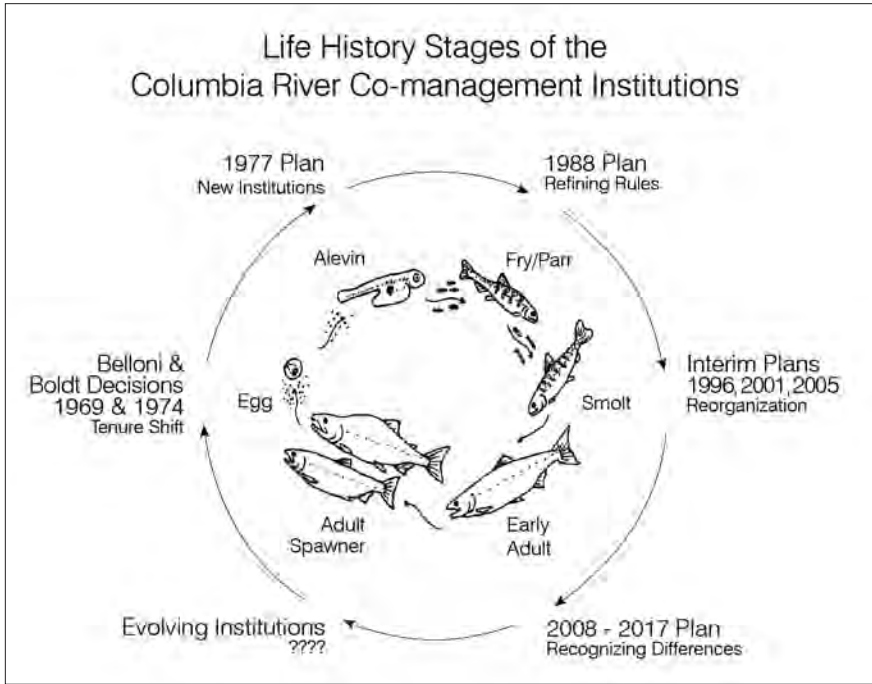 Life History Stages of the
Columbia River Co-management Institutions
1977 Plan
New Institutions
1988 Plan
Refining Rules
Alevin
Fry/Parr
Belloni &
Boldt Decisions
1969 & 1974
Tenure Shift
Egg
Smolt
Interim Plans
1996, 2001, 2005
Reorganization
Adult
Spawner
Early
Adult
Evolving Institutions
????
2008 - 2017 Plan
Recognizing Differences